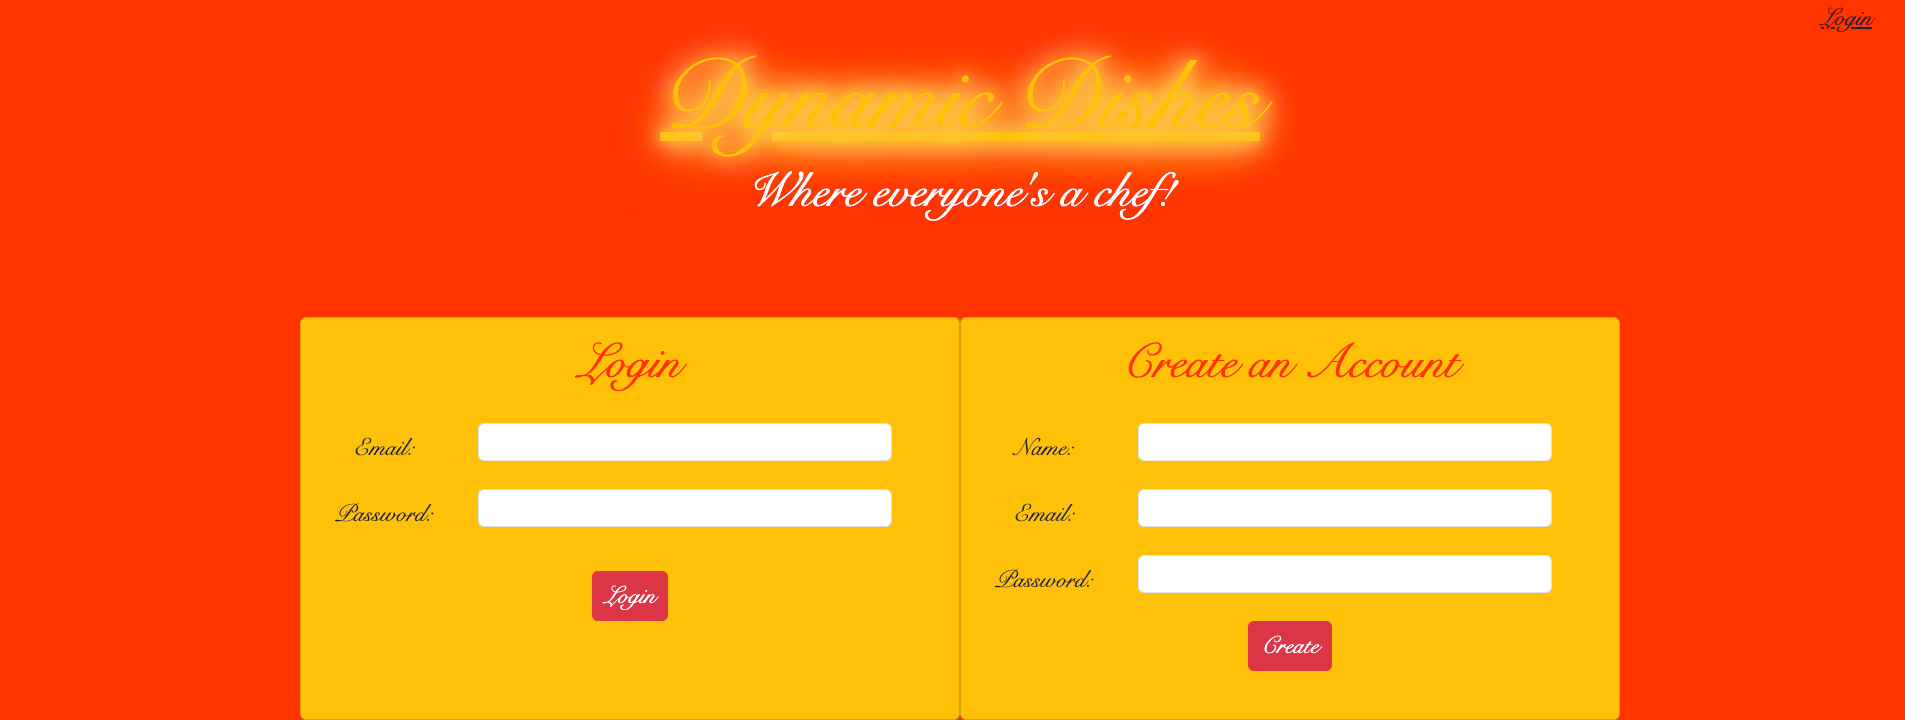 Login
Dynamic Dishes
Where everyone's a chef!
Login
Email:
Password:
Login
Create an Account
Name:
Email:
Password:
Create